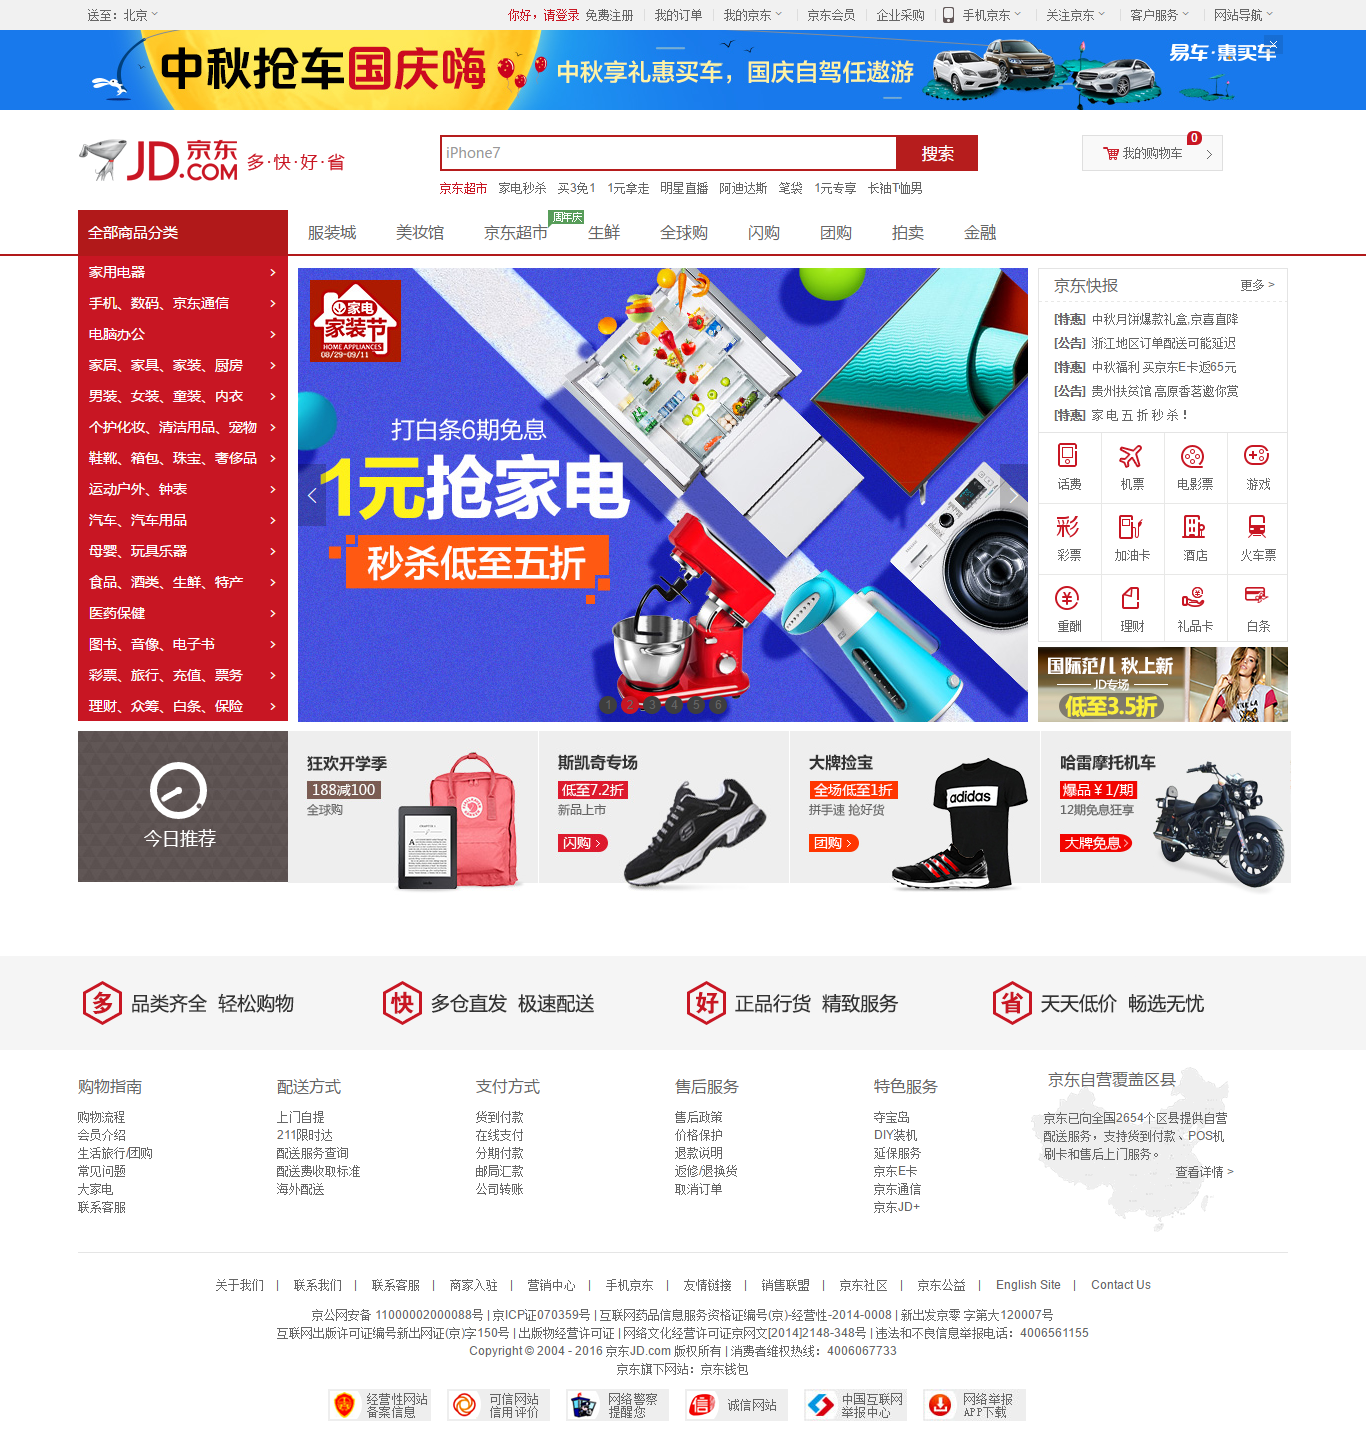 送至：北京
你好，请登录 免费注册 我的订单 我的京东 京东会员 企业采购 手机京东 关注京东 客户服务 网站导航
中秋抢车国庆嗨 中秋享礼惠买车，国庆自驾任遨游 易车·惠买车
JD.COM 京东 多·快·好·省
iPhone7 搜索
0
我的购物车
京东超市 家电秒杀 买3免1 1元拿走 明星直播 阿迪达斯 笔袋 1元专享 长袖T恤男
周年庆
全部商品分类 服装城 美妆馆 京东超市 生鲜 全球购 闪购 团购 拍卖 金融
家用电器
手机、数码、京东通信
电脑办公
家居、家具、家装、厨房
男装、女装、童装、内衣
个护化妆、清洁用品、宠物
鞋靴、箱包、珠宝、奢侈品
运动户外、钟表
汽车、汽车用品
母婴、玩具乐器
食品、酒类、生鲜、特产
医药保健
图书、音像、电子书
彩票、旅行、充值、票务
理财、众筹、白条、保险
家电
家装节
HOME APPLIANCES
08/29-09/11
打白条6期免息
1元抢家电
秒杀低至五折
1 2 3 4 5 6
京东快报 更多 >
[特惠] 中秋月饼爆款礼盒,京喜直降
[公告] 浙江地区订单配送可能延迟
[特惠] 中秋福利 买京东E卡返65元
[公告] 贵州扶贫馆 高原香茗邀你赏
[特惠] 家 电 五 折 秒 杀！
话费 机票 电影票 游戏
彩票 加油卡 酒店 火车票
重酬 理财 礼品卡 白条
国际范儿 秋上新
JD专场
低至3.5折
今日推荐
狂欢开学季
188减100
全球购
斯凯奇专场
低至7.2折
新品上市
闪购 >
大牌捡宝
全场低至1折
拼手速 抢好货
团购 >
adidas
哈雷摩托机车
爆品￥1/期
12期免息狂享
大牌免息>
多 品类齐全 轻松购物 快 多仓直发 极速配送 好 正品行货 精致服务 省 天天低价 畅选无忧
购物指南
购物流程
会员介绍
生活旅行/团购
常见问题
大家电
联系客服
配送方式
上门自提
211限时达
配送服务查询
配送费收取标准
海外配送
支付方式
货到付款
在线支付
分期付款
邮局汇款
公司转账
售后服务
售后政策
价格保护
退款说明
返修/退换货
取消订单
特色服务
夺宝岛
DIY装机
延保服务
京东E卡
京东通信
京东JD+
京东自营覆盖区县
京东已向全国2654个区县提供自营
配送服务，支持货到付款、POS机
刷卡和售后上门服务。
查看详情 >
关于我们 | 联系我们 | 联系客服 | 商家入驻 | 营销中心 | 手机京东 | 友情链接 | 销售联盟 | 京东社区 | 京东公益 | English Site | Contact Us
京公网安备 11000002000088号 | 京ICP证070359号 | 互联网药品信息服务资格证编号(京)-经营性-2014-0008 | 新出发京零 字第大120007号
互联网出版许可证编号新出网证(京)字150号 | 出版物经营许可证 | 网络文化经营许可证京网文[2014]2148-348号 | 违法和不良信息举报电话：4006561155
Copyright © 2004 - 2016 京东JD.com 版权所有 | 消费者维权热线：4006067733
京东旗下网站：京东钱包
经营性网站
备案信息
可信网站
信用评价
网络警察
提醒您
诚信网站
中国互联网
举报中心
网络举报
APP下载